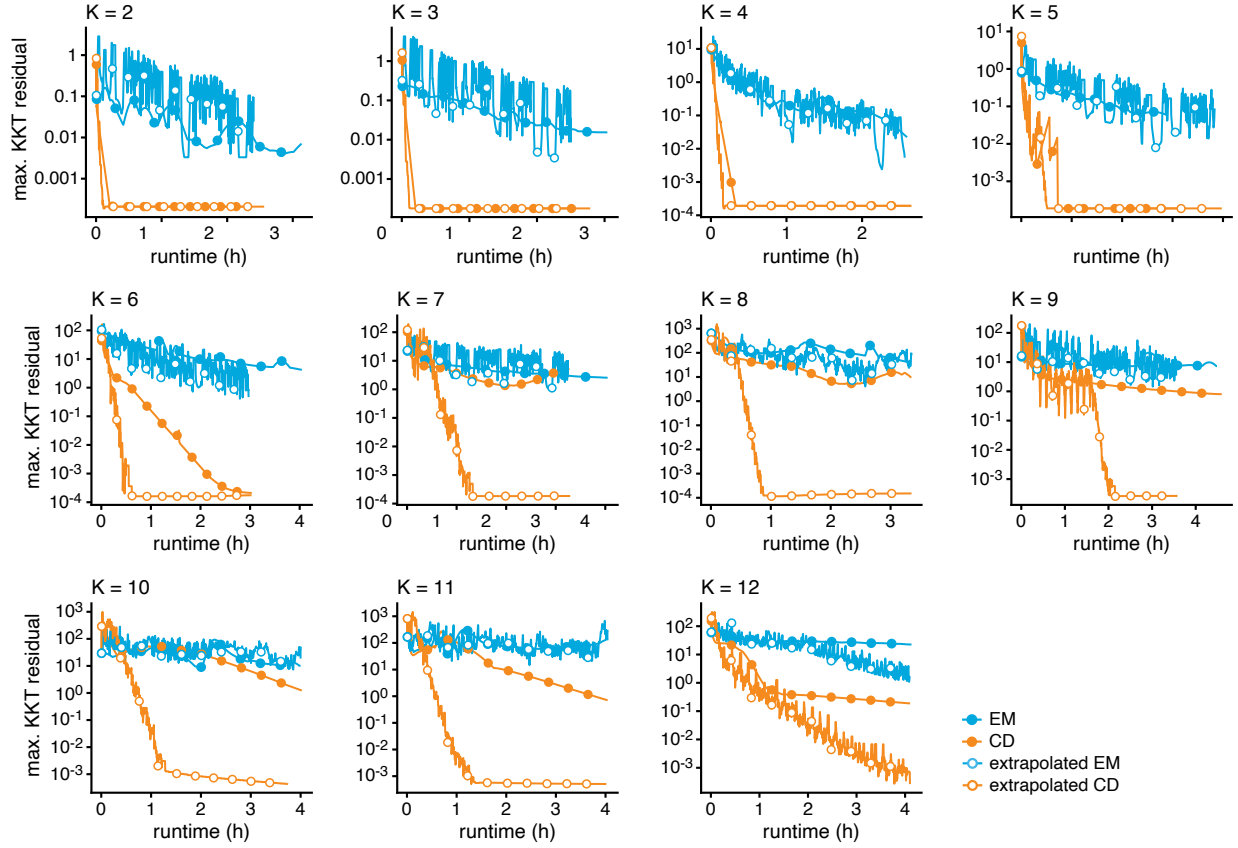 K = 2
K = 3
K = 4
K = 5
max. KKT residual
1
0.1
0.01
0.001
0 1 2 3
runtime (h)
1
0.1
0.01
0.001
0 1 2 3
runtime (h)
10^1
10^0
10^-1
10^-2
10^-3
10^-4
0 1 2
runtime (h)
10^1
10^0
10^-1
10^-2
10^-3
0 1 2 3
runtime (h)
K = 6
K = 7
K = 8
K = 9
max. KKT residual
10^2
10^1
10^0
10^-1
10^-2
10^-3
10^-4
0 1 2 3 4
runtime (h)
10^2
10^1
10^0
10^-1
10^-2
10^-3
10^-4
0 1 2 3 4
runtime (h)
10^3
10^2
10^1
10^0
10^-1
10^-2
10^-3
10^-4
0 1 2 3
runtime (h)
10^2
10^1
10^0
10^-1
10^-2
10^-3
0 1 2 3 4
runtime (h)
K = 10
K = 11
K = 12
max. KKT residual
10^3
10^2
10^1
10^0
10^-1
10^-2
10^-3
0 1 2 3 4
runtime (h)
10^3
10^2
10^1
10^0
10^-1
10^-2
10^-3
0 1 2 3 4
runtime (h)
10^2
10^1
10^0
10^-1
10^-2
10^-3
0 1 2 3 4
runtime (h)
EM
CD
extrapolated EM
extrapolated CD